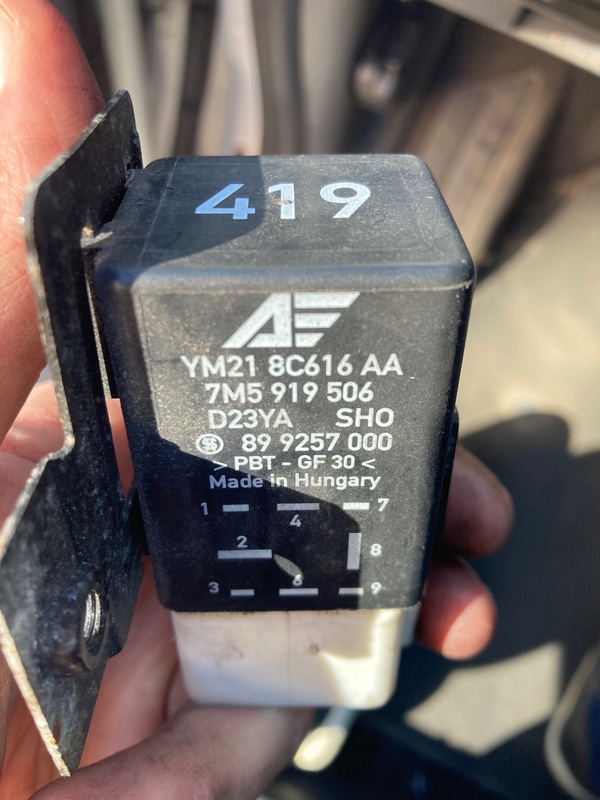 419
AE
YM21 8C616 AA
7M5 919 506
D23YA SHO
89 9257 000
> PBT - GF 30 <
Made in Hungary
1 4 7
2 8
3 6 9